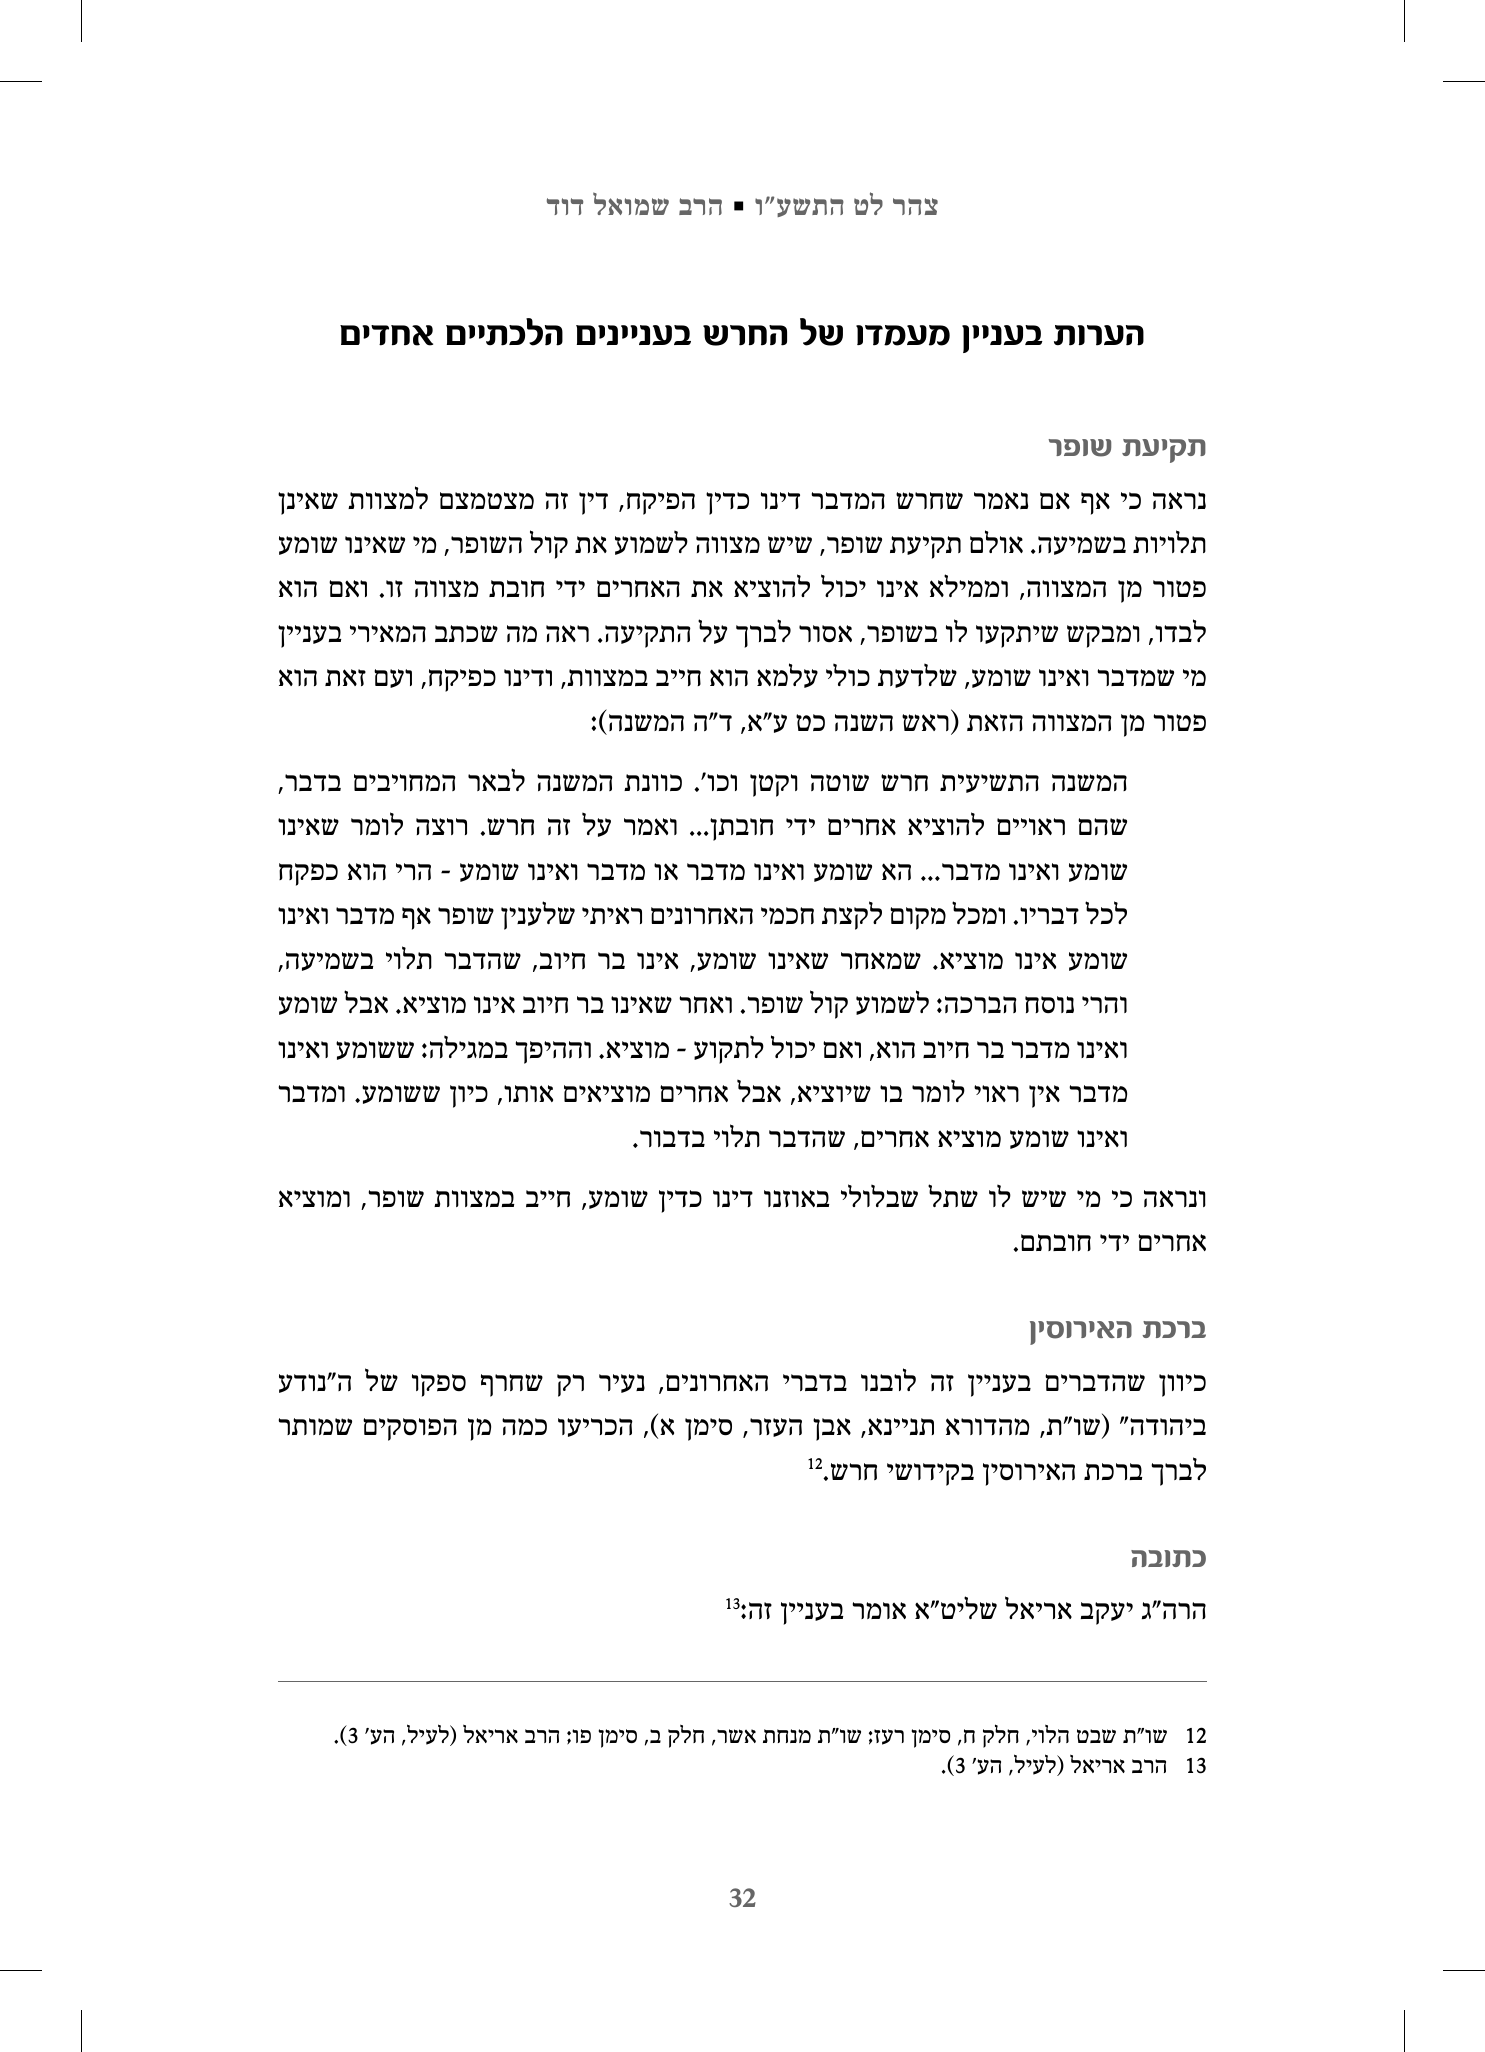 צהר לט התשע"ו ▪ הרב שמואל דוד
הערות בעניין מעמדו של החרש בעניינים הלכתיים אחדים
תקיעת שופר
נראה כי אף אם נאמר שחרש המדבר דינו כדין הפיקח, דין זה מצטמצם למצוות שאינן
תלויות בשמיעה. אולם תקיעת שופר, שיש מצווה לשמוע את קול השופר, מי שאינו שומע
פטור מן המצווה, וממילא אינו יכול להוציא את האחרים ידי חובת מצווה זו. ואם הוא
לבדו, ומבקש שיתקעו לו בשופר, אסור לברך על התקיעה. ראה מה שכתב המאירי בעניין
מי שמדבר ואינו שומע, שלדעת כולי עלמא הוא חייב במצוות, ודינו כפיקח, ועם זאת הוא
פטור מן המצווה הזאת (ראש השנה כט ע"א, ד"ה המשנה):
המשנה התשיעית חרש שוטה וקטן וכו'. כוונת המשנה לבאר המחויבים בדבר,
שהם ראויים להוציא אחרים ידי חובתן... ואמר על זה חרש. רוצה לומר שאינו
שומע ואינו מדבר... הא שומע ואינו מדבר או מדבר ואינו שומע - הרי הוא כפקח
לכל דבריו. ומכל מקום לקצת חכמי האחרונים ראיתי שלענין שופר אף מדבר ואינו
שומע אינו מוציא. שמאחר שאינו שומע, אינו בר חיוב, שהדבר תלוי בשמיעה,
והרי נוסח הברכה: לשמוע קול שופר. ואחר שאינו בר חיוב אינו מוציא. אבל שומע
ואינו מדבר בר חיוב הוא, ואם יכול לתקוע - מוציא. וההיפך במגילה: ששומע ואינו
מדבר אין ראוי לומר בו שיוציא, אבל אחרים מוציאים אותו, כיון ששומע. ומדבר
ואינו שומע מוציא אחרים, שהדבר תלוי בדבור.
ונראה כי מי שיש לו שתל שבלולי באוזנו דינו כדין שומע, חייב במצוות שופר, ומוציא
אחרים ידי חובתם.
ברכת האירוסין
כיוון שהדברים בעניין זה לובנו בדברי האחרונים, נעיר רק שחרף ספקו של ה"נודע
ביהודה" (שו"ת, מהדורא תניינא, אבן העזר, סימן א), הכריעו כמה מן הפוסקים שמותר
לברך ברכת האירוסין בקידושי חרש.12
כתובה
הרה"ג יעקב אריאל שליט"א אומר בעניין זה:13
12 שו"ת שבט הלוי, חלק ח, סימן רעז; שו"ת מנחת אשר, חלק ב, סימן פו; הרב אריאל (לעיל, הע' 3).
13 הרב אריאל (לעיל, הע' 3).
32